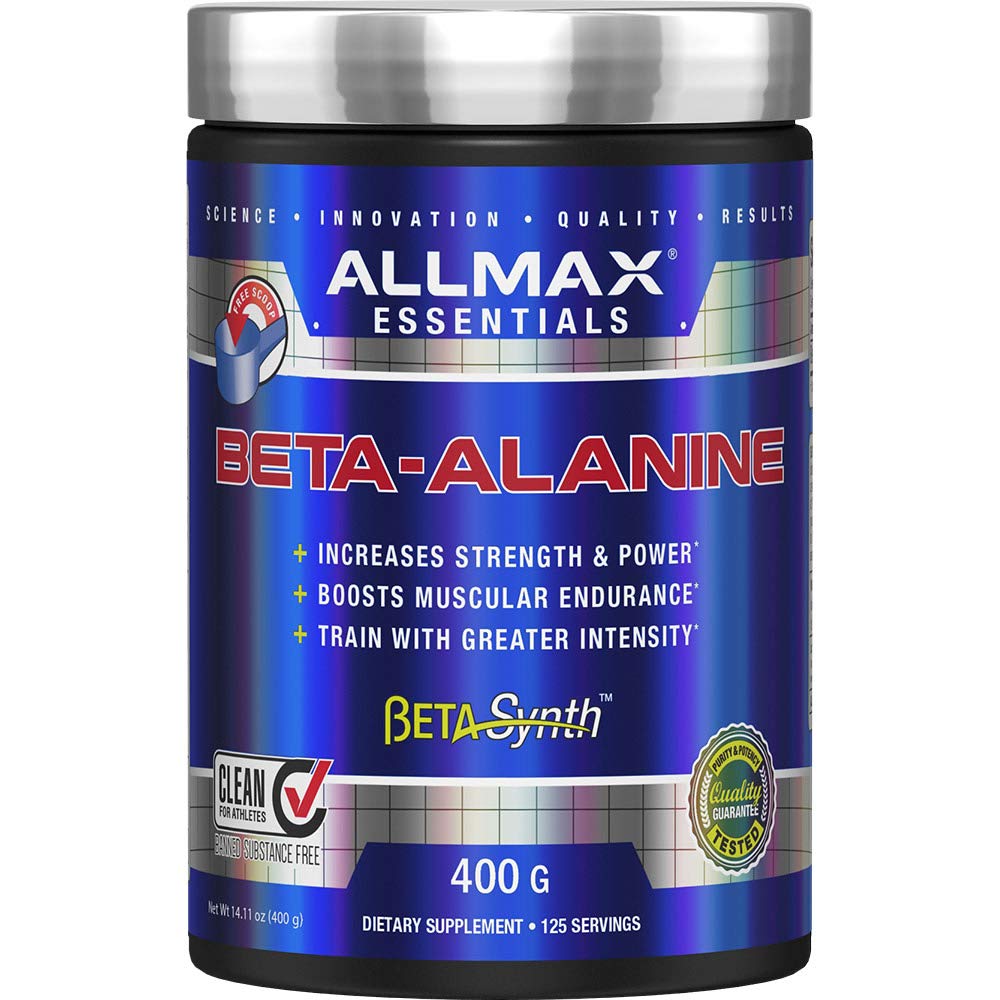 SCIENCE • INNOVATION • QUALITY • RESULTS
ALLMAX®
ESSENTIALS
FREE SCOOP
BETA-ALANINE
+ INCREASES STRENGTH & POWER*
+ BOOSTS MUSCULAR ENDURANCE*
+ TRAIN WITH GREATER INTENSITY*
βETA Synth™
CLEAN
FOR ATHLETES
BANNED SUBSTANCE FREE
PURITY & POTENCY
Quality
GUARANTEE
TESTED
400 G
Net Wt 14.11 oz (400 g)
DIETARY SUPPLEMENT • 125 SERVINGS